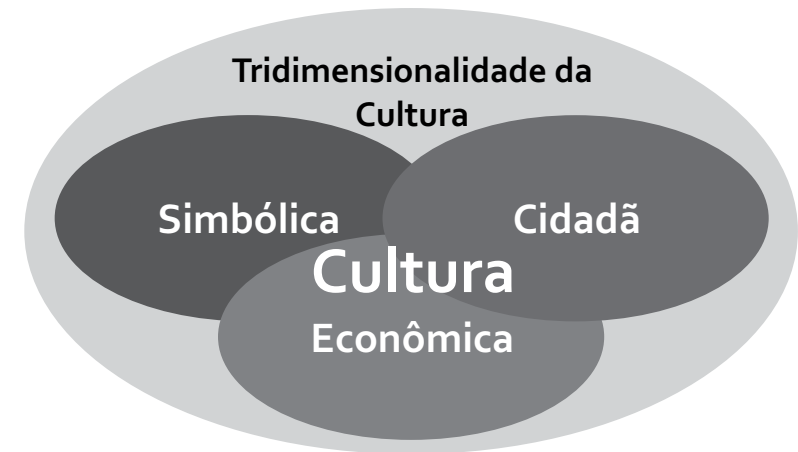 Tridimensionalidade da
Cultura
Simbólica
Cidadã
Cultura
Econômica